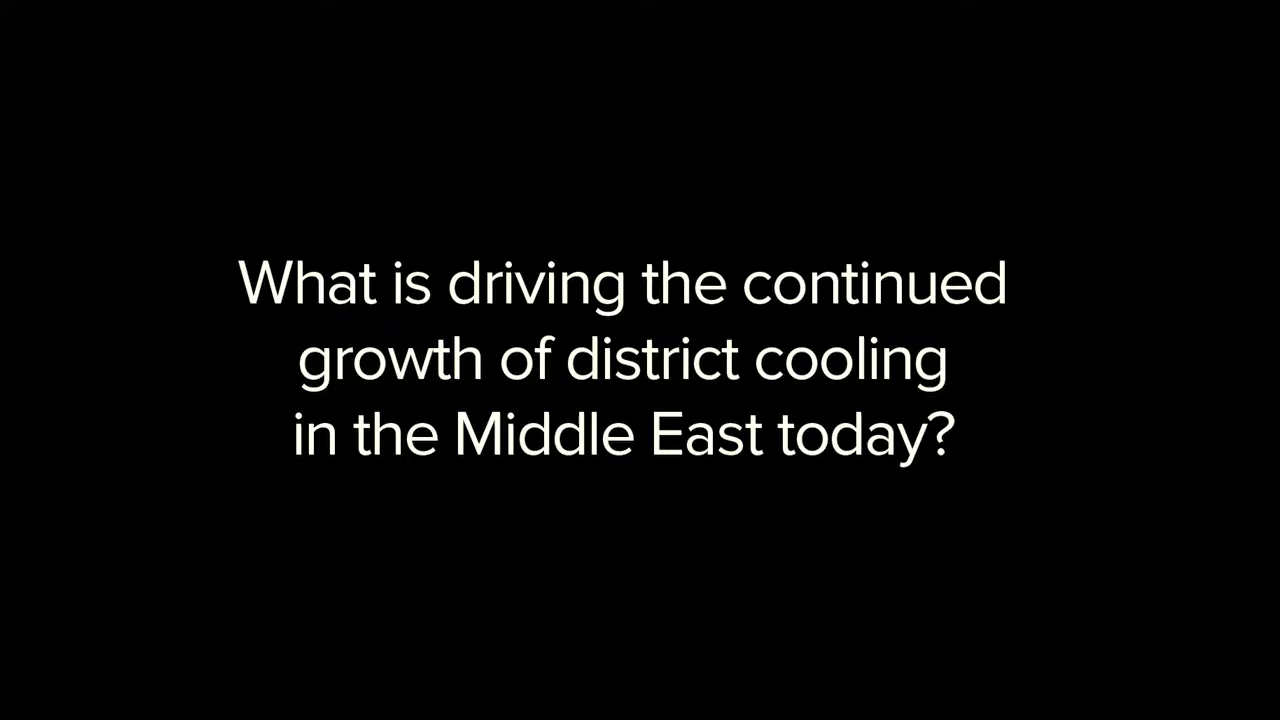 What is driving the continued
growth of district cooling
in the Middle East today?